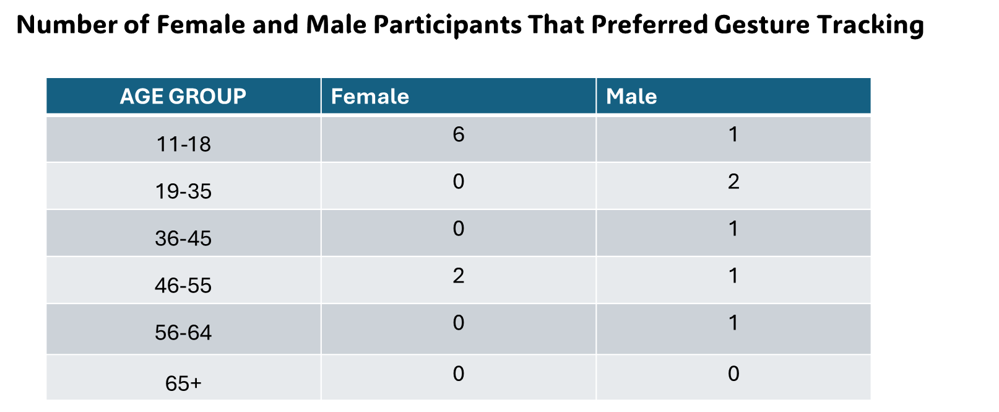 Number of Female and Male Participants That Preferred Gesture Tracking
AGE GROUP Female Male
11-18 6 1
19-35 0 2
36-45 0 1
46-55 2 1
56-64 0 1
65+ 0 0